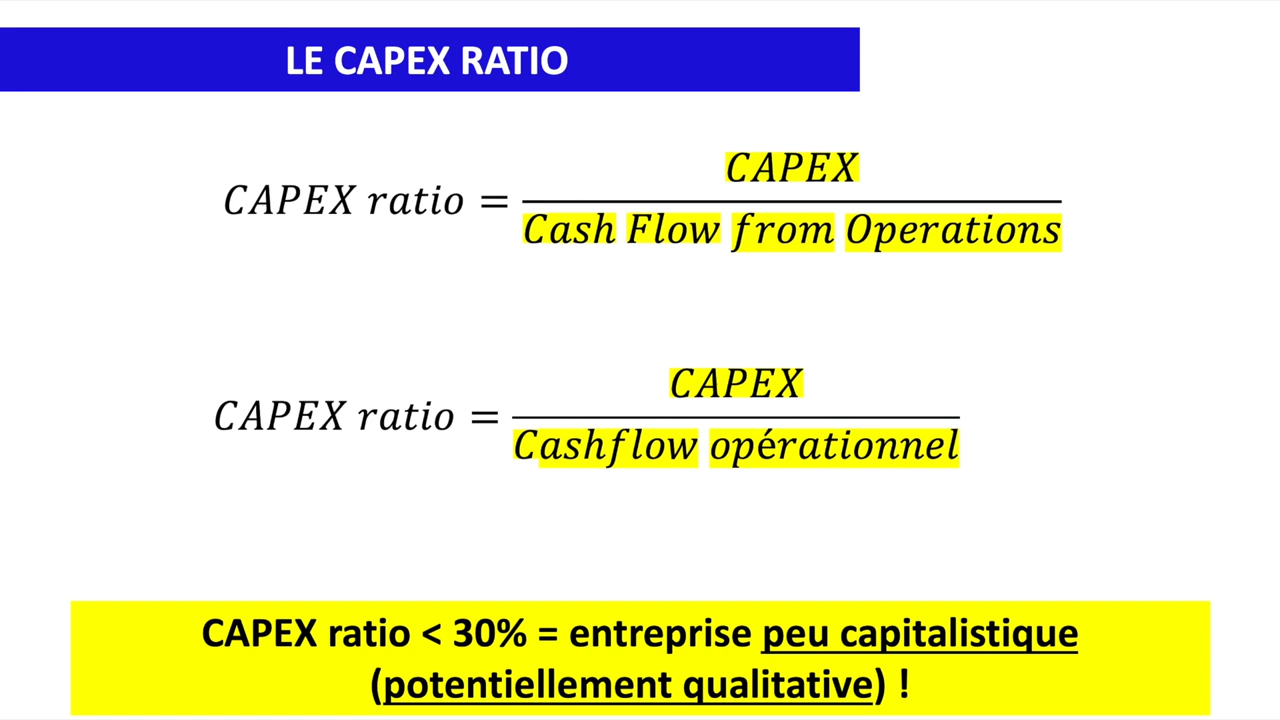 LE CAPEX RATIO
CAPEX
CAPEX ratio =
Cash Flow from Operations
CAPEX
CAPEX ratio =
Cashflow opérationnel
CAPEX ratio < 30% = entreprise peu capitalistique
(potentiellement qualitative) !